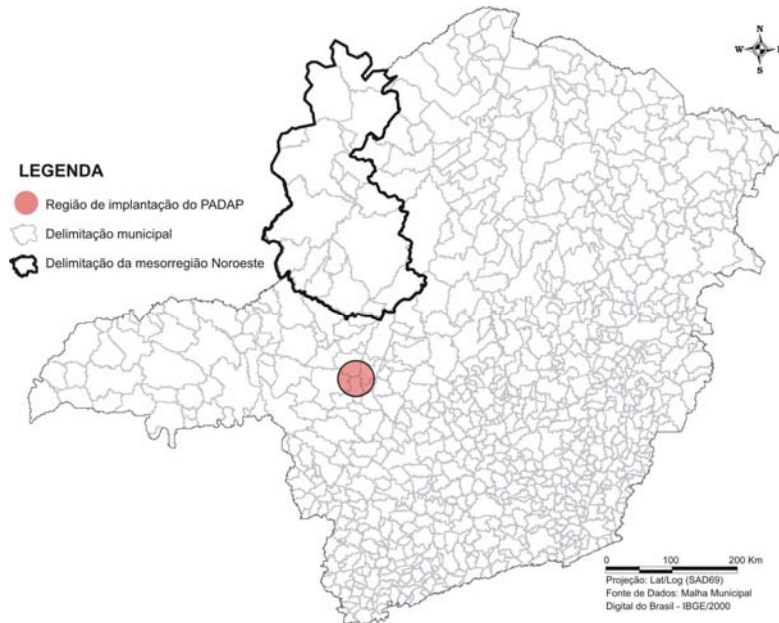 N
W
S
LEGENDA
Região de implantação do PADAP
Delimitação municipal
Delimitação da mesorregião Noroeste
0 100 200 Km
Projeção: Lat/Log (SAD69)
Fonte de Dados: Malha Municipal
Digital do Brasil - IBGE/2000